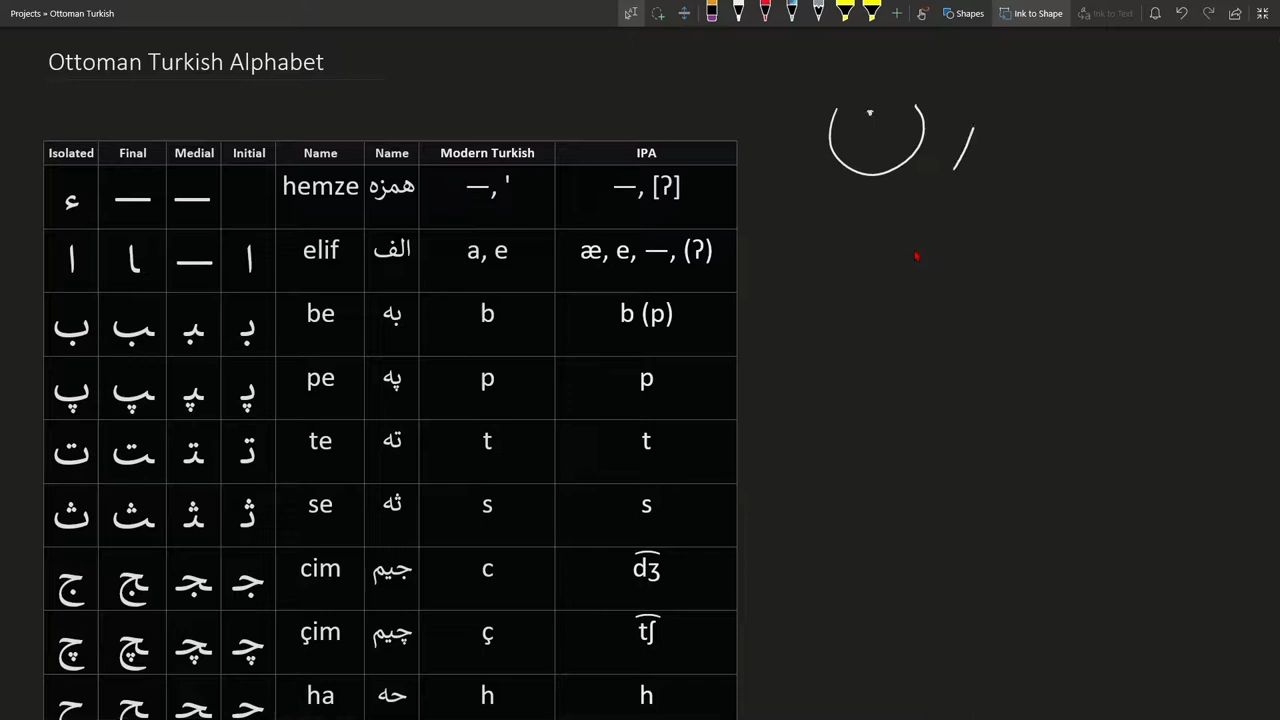 Projects » Ottoman Turkish
Shapes
Ink to Shape
Ink to Text
Ottoman Turkish Alphabet
Isolated Final Medial Initial Name Name Modern Turkish IPA
ء — — hemze همزه —, ' —, [ʔ]
ا ـا — ا elif الف a, e æ, e, —, (ʔ)
ب ـب ـبـ بـ be به b b (p)
پ ـپ ـپـ پـ pe په p p
ت ـت ـتـ تـ te ته t t
ث ـث ـثـ ثـ se ثه s s
ج ـج ـجـ جـ cim جيم c d͡ʒ
چ ـچ ـچـ چـ çim چيم ç t͡ʃ
ح ـح ـحـ حـ ha حه h h